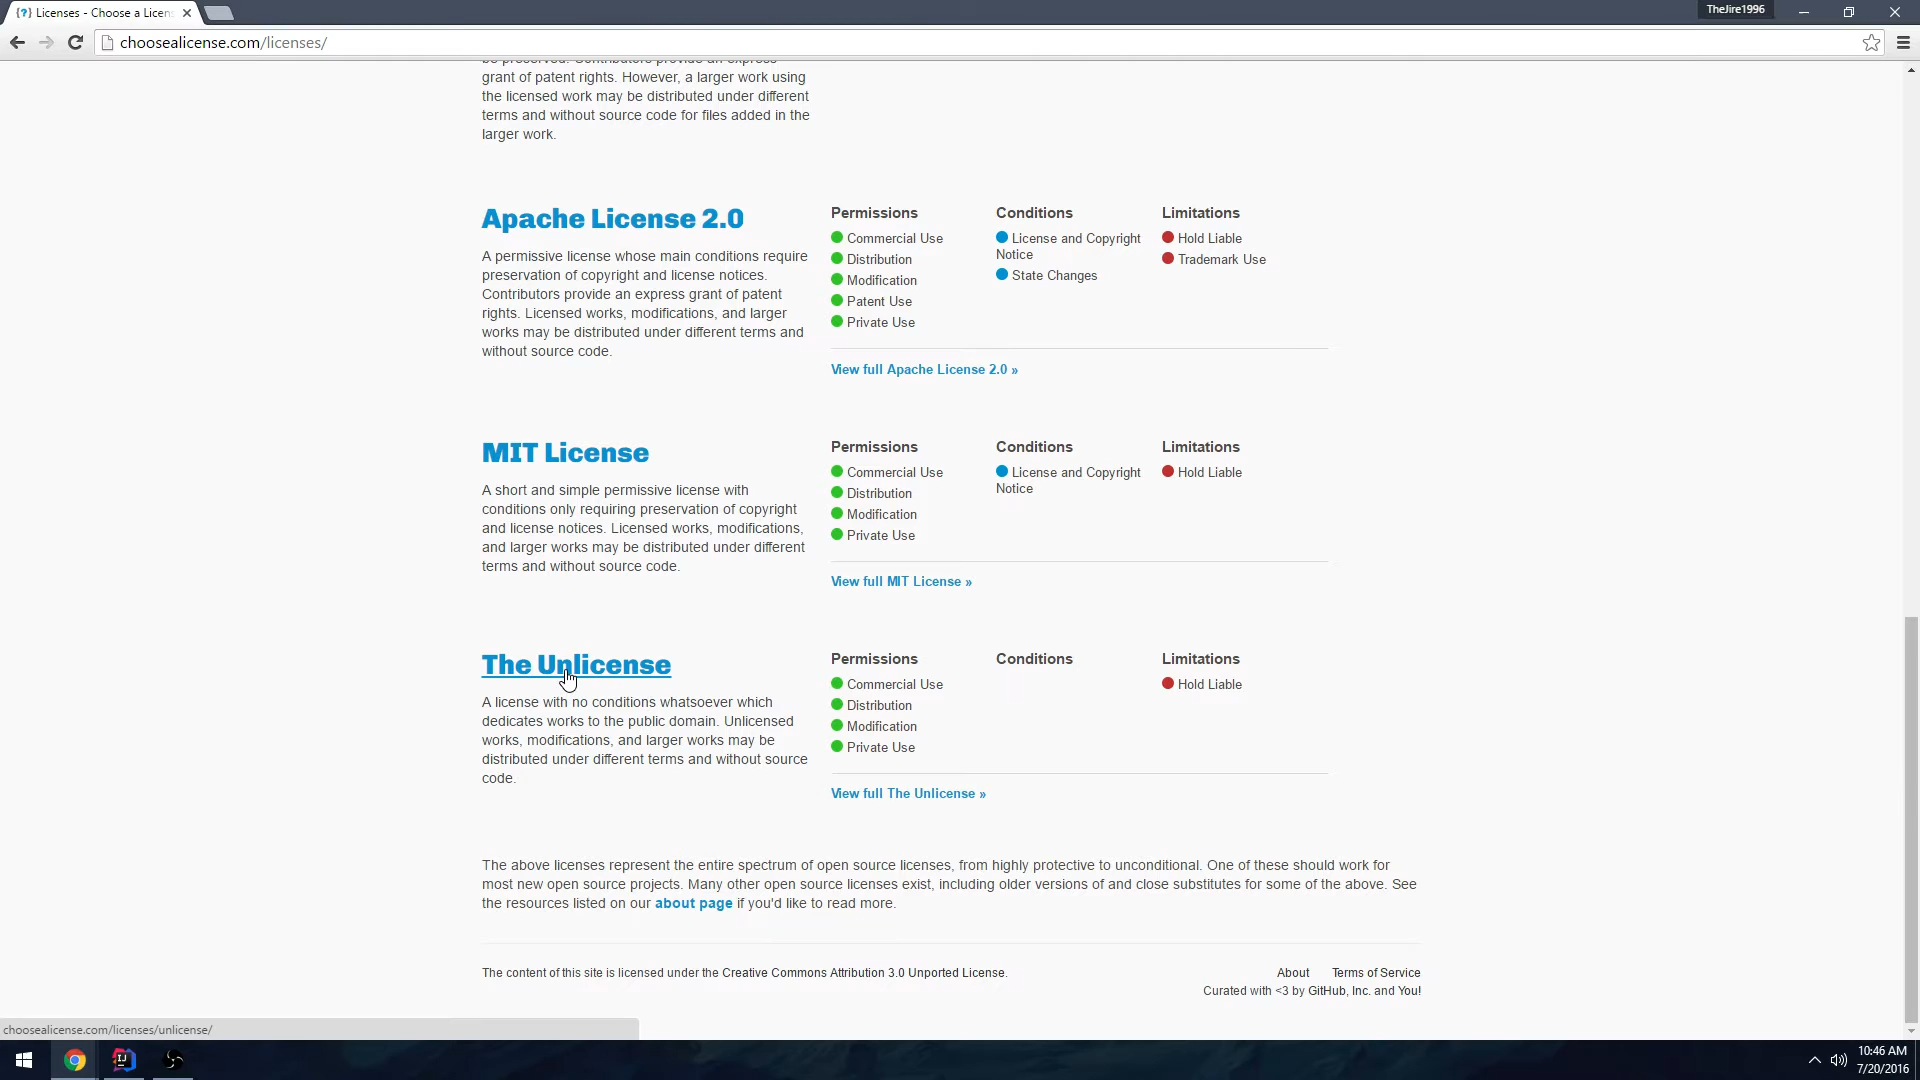 {?} Licenses - Choose a Licen
TheJire1996
choosealicense.com/licenses/
be preserved. Contributors provide an express
grant of patent rights. However, a larger work using
the licensed work may be distributed under different
terms and without source code for files added in the
larger work.
Apache License 2.0
A permissive license whose main conditions require
preservation of copyright and license notices.
Contributors provide an express grant of patent
rights. Licensed works, modifications, and larger
works may be distributed under different terms and
without source code.
Permissions
Commercial Use
Distribution
Modification
Patent Use
Private Use
Conditions
License and Copyright
Notice
State Changes
Limitations
Hold Liable
Trademark Use
View full Apache License 2.0 »
MIT License
A short and simple permissive license with
conditions only requiring preservation of copyright
and license notices. Licensed works, modifications,
and larger works may be distributed under different
terms and without source code.
Permissions
Commercial Use
Distribution
Modification
Private Use
Conditions
License and Copyright
Notice
Limitations
Hold Liable
View full MIT License »
The Unlicense
A license with no conditions whatsoever which
dedicates works to the public domain. Unlicensed
works, modifications, and larger works may be
distributed under different terms and without source
code.
Permissions
Commercial Use
Distribution
Modification
Private Use
Conditions
Limitations
Hold Liable
View full The Unlicense »
The above licenses represent the entire spectrum of open source licenses, from highly protective to unconditional. One of these should work for
most new open source projects. Many other open source licenses exist, including older versions of and close substitutes for some of the above. See
the resources listed on our about page if you'd like to read more.
The content of this site is licensed under the Creative Commons Attribution 3.0 Unported License.
About Terms of Service
Curated with <3 by GitHub, Inc. and You!
choosealicense.com/licenses/unlicense/
IJ
10:46 AM
7/20/2016